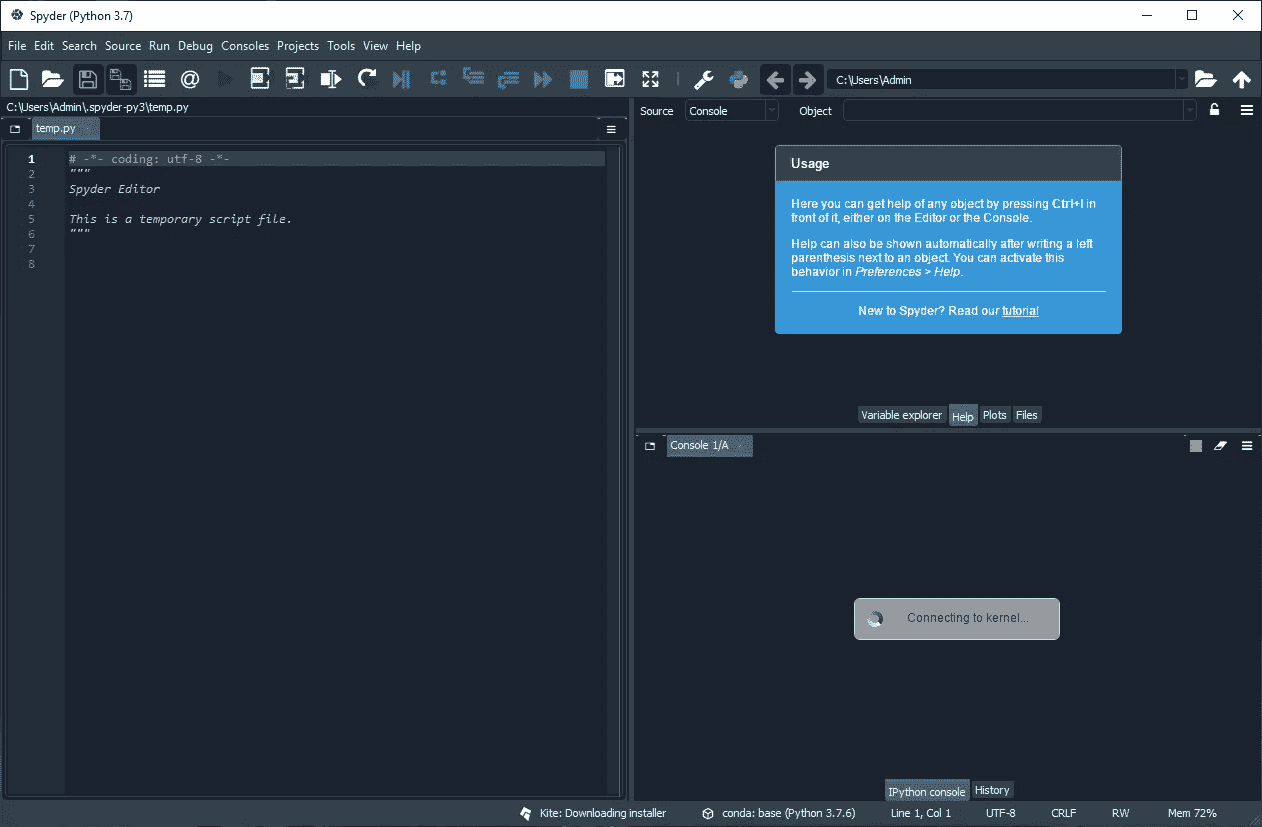 Spyder (Python 3.7)
File Edit Search Source Run Debug Consoles Projects Tools View Help
C:\Users\Admin
C:\Users\Admin\.spyder-py3\temp.py
temp.py
1 # -*- coding: utf-8 -*-
2 """
3 Spyder Editor
4
5 This is a temporary script file.
6 """
7
8
Source Console Object
Usage
Here you can get help of any object by pressing Ctrl+I in
front of it, either on the Editor or the Console.
Help can also be shown automatically after writing a left
parenthesis next to an object. You can activate this
behavior in Preferences > Help.
New to Spyder? Read our tutorial
Variable explorer Help Plots Files
Console 1/A
Connecting to kernel...
IPython console History
Kite: Downloading installer conda: base (Python 3.7.6) Line 1, Col 1 UTF-8 CRLF RW Mem 72%